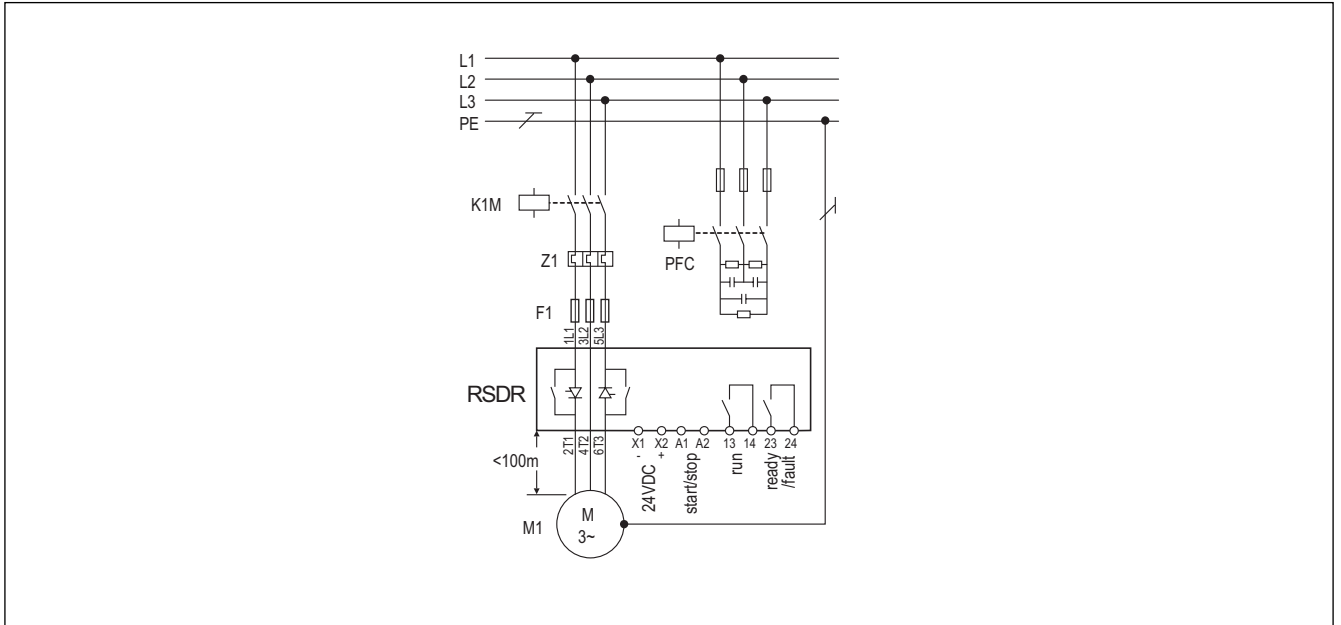 L1
L2
L3
PE
K1M
PFC
Z1
F1
1L1
3L2
5L3
RSDR
2T1
4T2
6T3
X1 X2 A1 A2 13 14 23 24
- +
24VDC
start/stop
run
ready
/fault
<100m
M1
M
3~